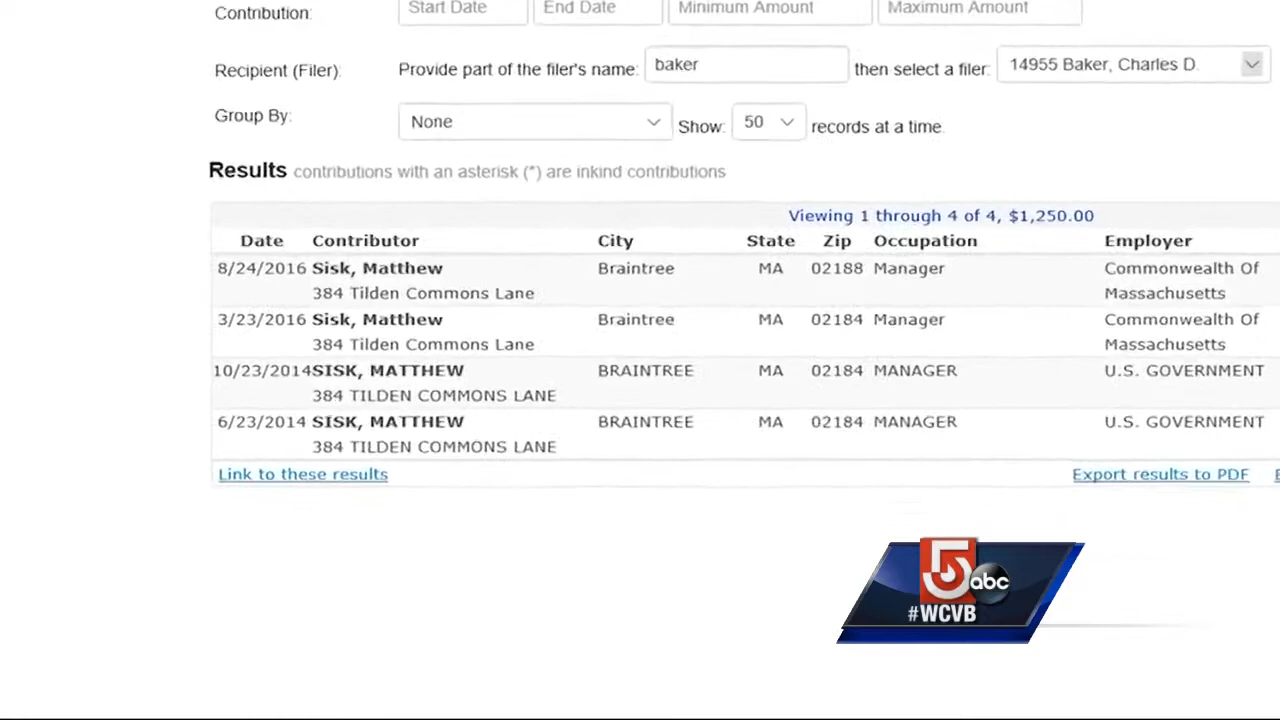 Contribution: Start Date End Date Minimum Amount Maximum Amount
Recipient (Filer): Provide part of the filer's name: baker then select a filer: 14955 Baker, Charles D.
Group By: None Show: 50 records at a time.
Results contributions with an asterisk (*) are inkind contributions
Viewing 1 through 4 of 4, $1,250.00
Date Contributor City State Zip Occupation Employer
8/24/2016 Sisk, Matthew Braintree MA 02188 Manager Commonwealth Of
384 Tilden Commons Lane Massachusetts
3/23/2016 Sisk, Matthew Braintree MA 02184 Manager Commonwealth Of
384 Tilden Commons Lane Massachusetts
10/23/2014 SISK, MATTHEW BRAINTREE MA 02184 MANAGER U.S. GOVERNMENT
384 TILDEN COMMONS LANE
6/23/2014 SISK, MATTHEW BRAINTREE MA 02184 MANAGER U.S. GOVERNMENT
384 TILDEN COMMONS LANE
Link to these results Export results to PDF
5 abc
#WCVB